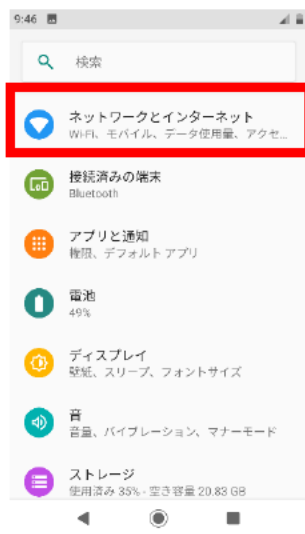 9:46
検索
ネットワークとインターネット
Wi-Fi、モバイル、データ使用量、アクセ...
接続済みの端末
Bluetooth
アプリと通知
権限、デフォルト アプリ
電池
49%
ディスプレイ
壁紙、スリープ、フォントサイズ
音
音量、バイブレーション、マナーモード
ストレージ
使用済み 35% - 空き容量 20.83 GB